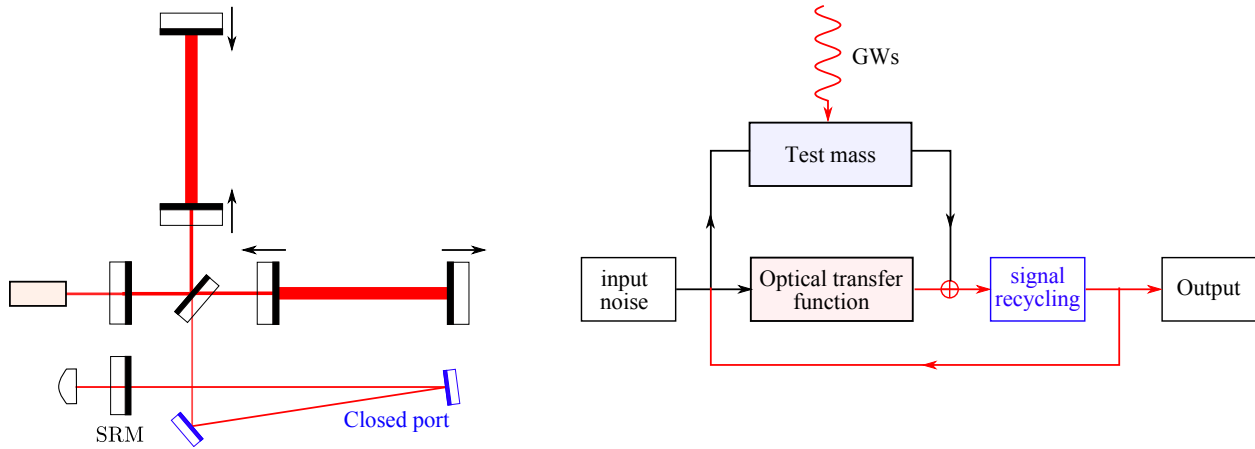 SRM
Closed port
GWs
Test mass
input
noise
Optical transfer
function
signal
recycling
Output